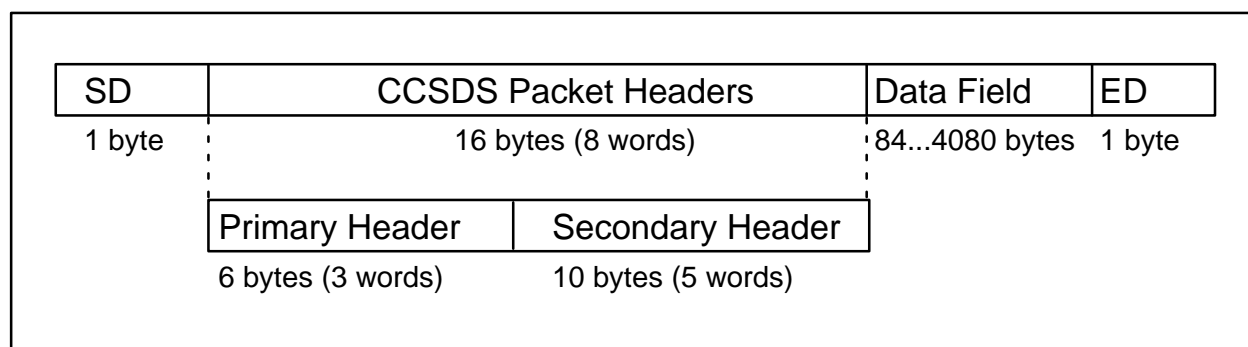 SD CCSDS Packet Headers Data Field ED
1 byte 16 bytes (8 words) 84...4080 bytes 1 byte
Primary Header Secondary Header
6 bytes (3 words) 10 bytes (5 words)